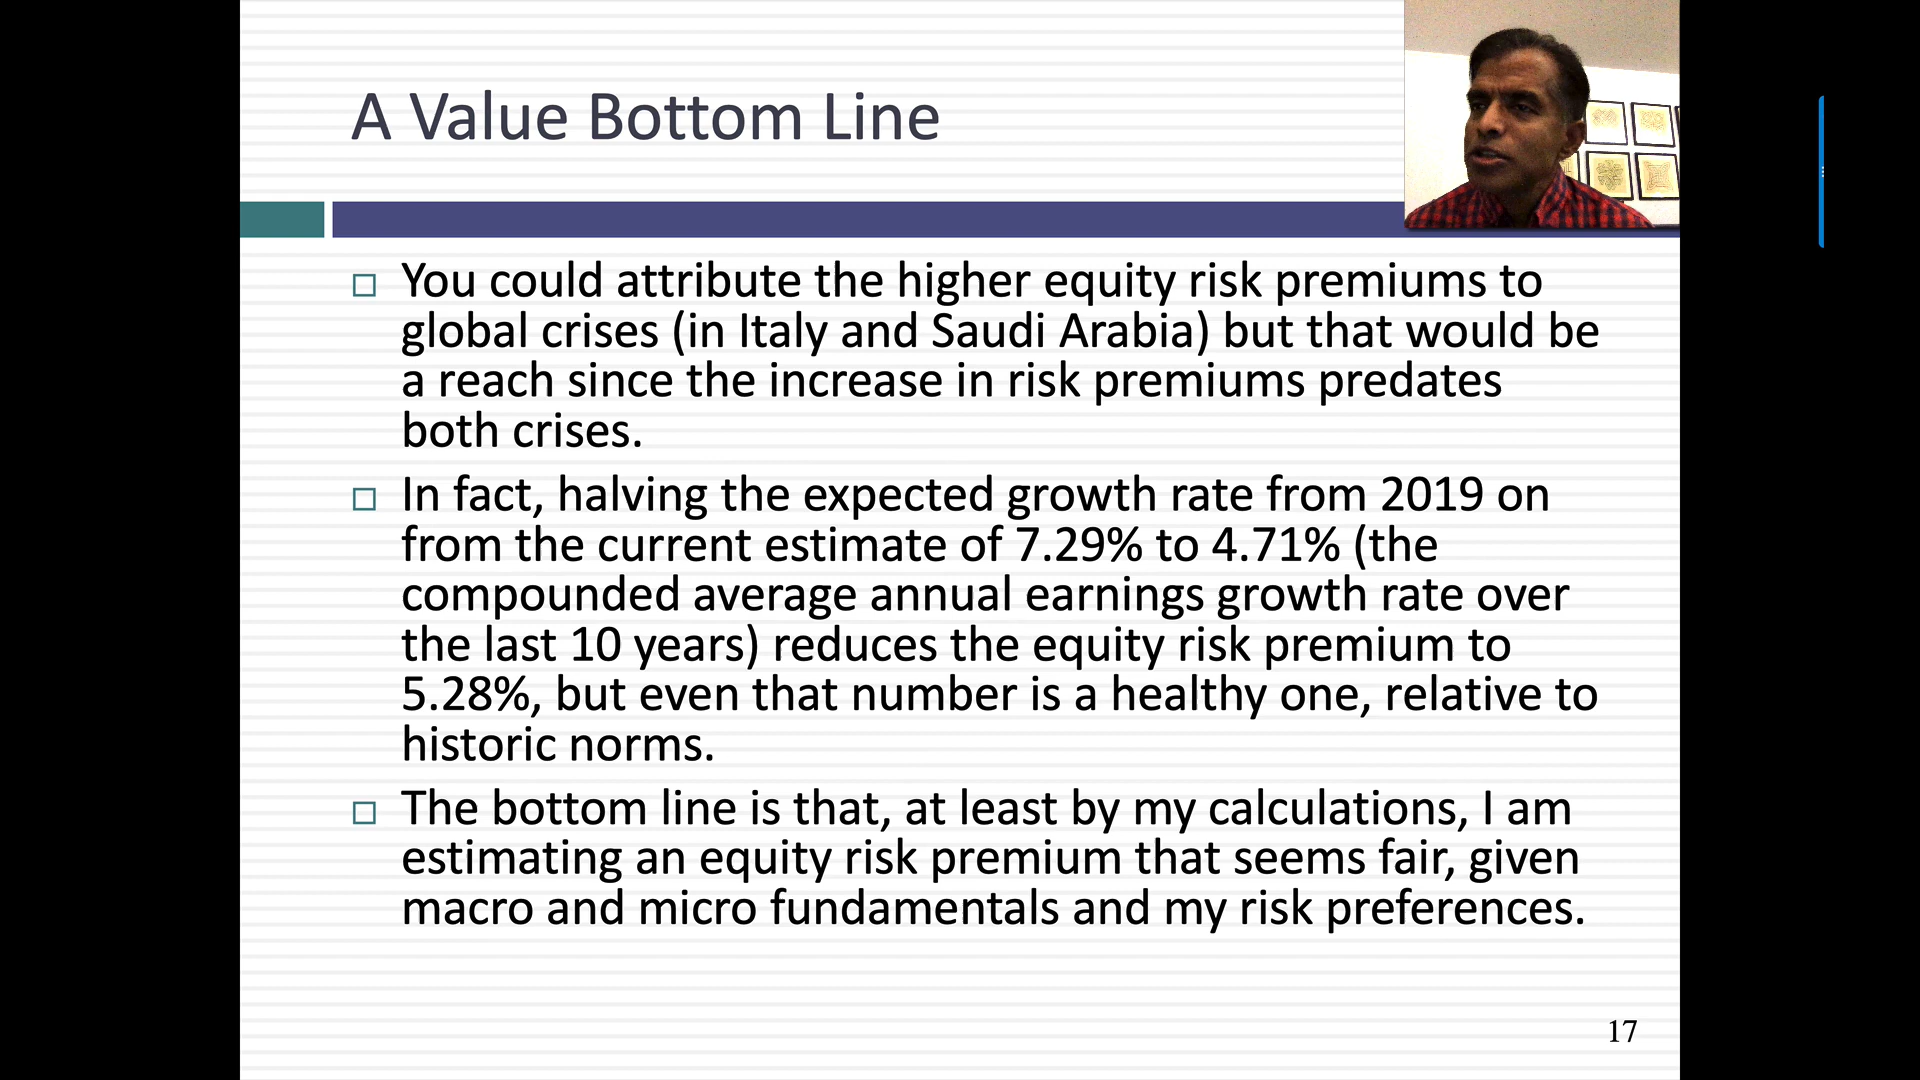 A Value Bottom Line
You could attribute the higher equity risk premiums to
global crises (in Italy and Saudi Arabia) but that would be
a reach since the increase in risk premiums predates
both crises.
In fact, halving the expected growth rate from 2019 on
from the current estimate of 7.29% to 4.71% (the
compounded average annual earnings growth rate over
the last 10 years) reduces the equity risk premium to
5.28%, but even that number is a healthy one, relative to
historic norms.
The bottom line is that, at least by my calculations, I am
estimating an equity risk premium that seems fair, given
macro and micro fundamentals and my risk preferences.
17